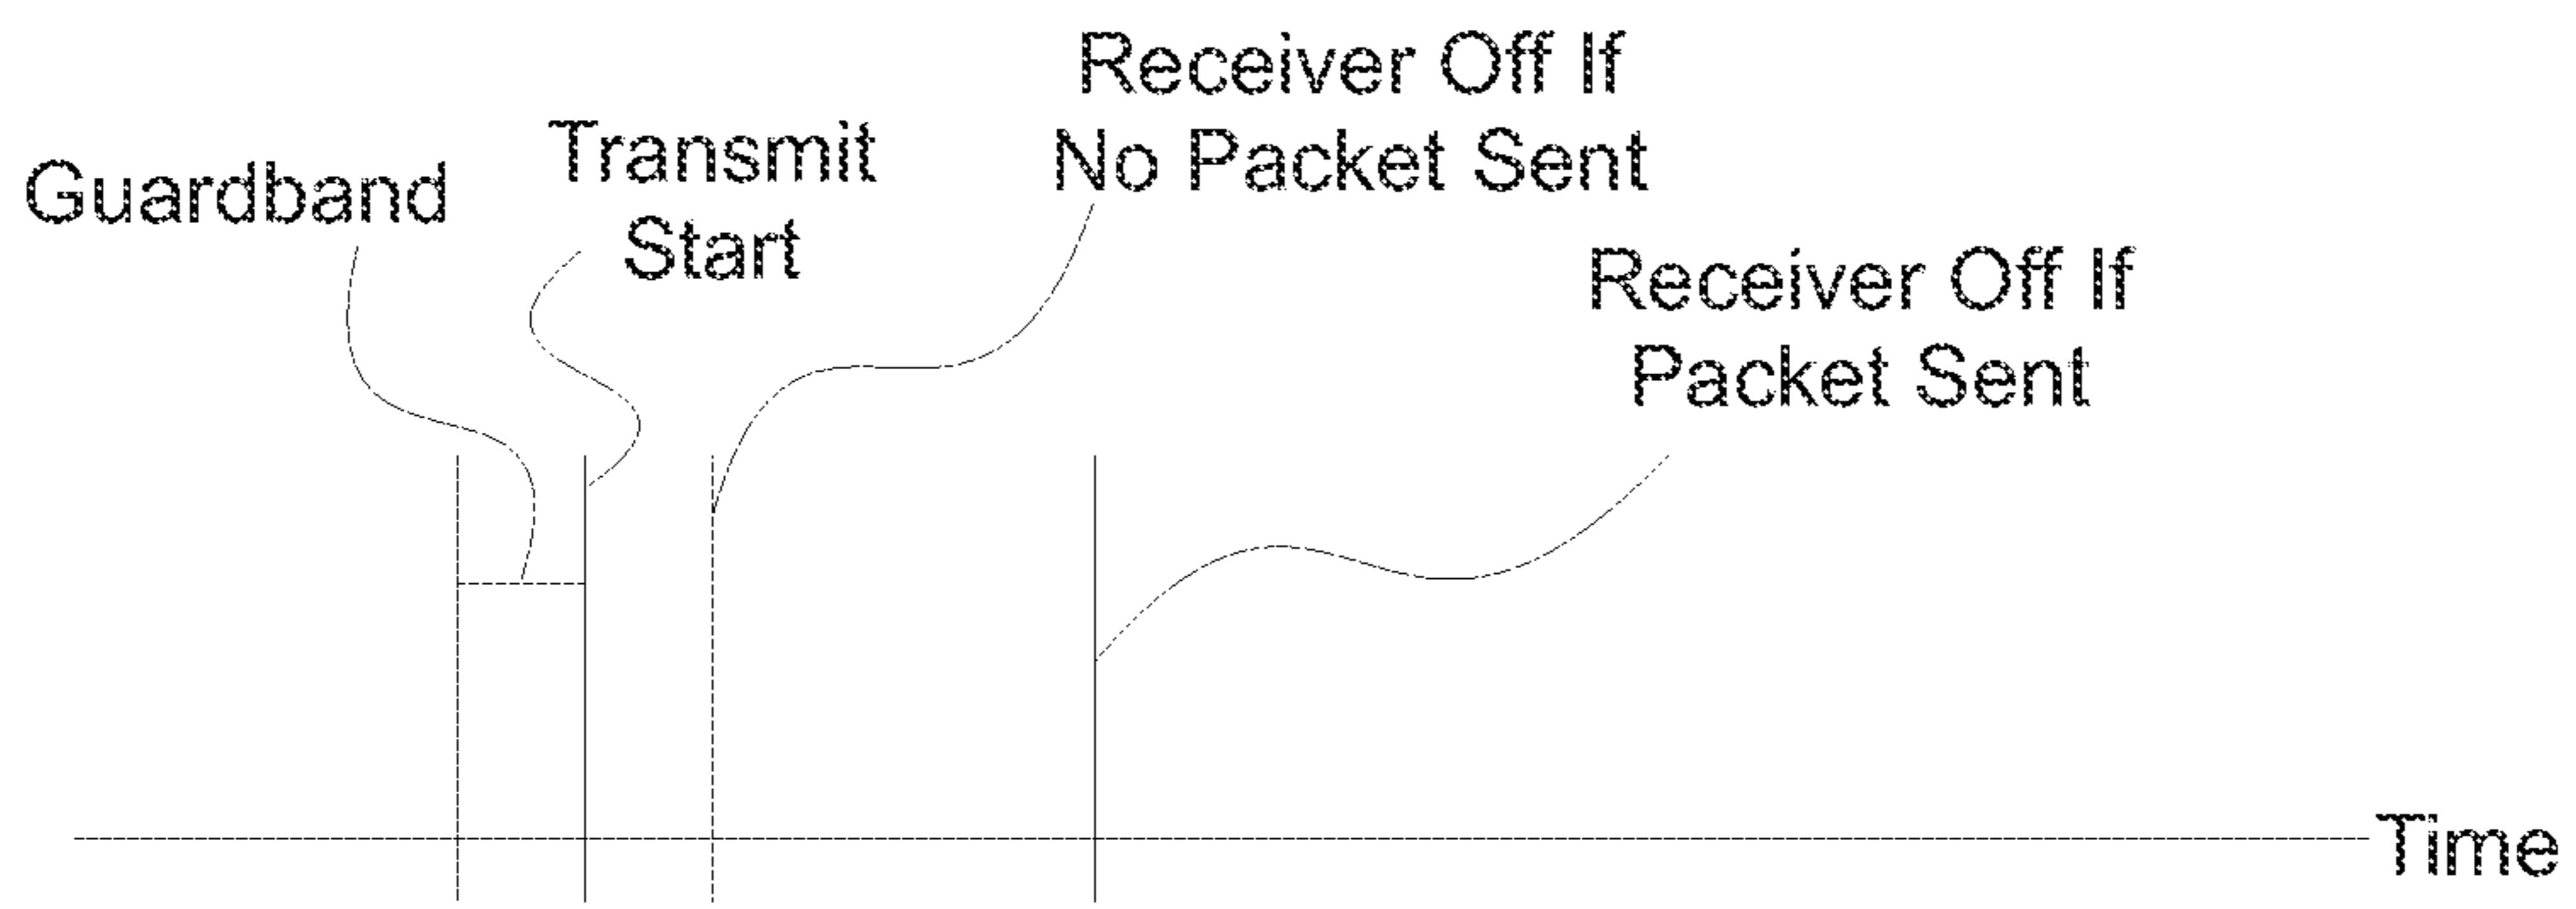 Guardband
Transmit
Start
Receiver Off If
No Packet Sent
Receiver Off If
Packet Sent
Time